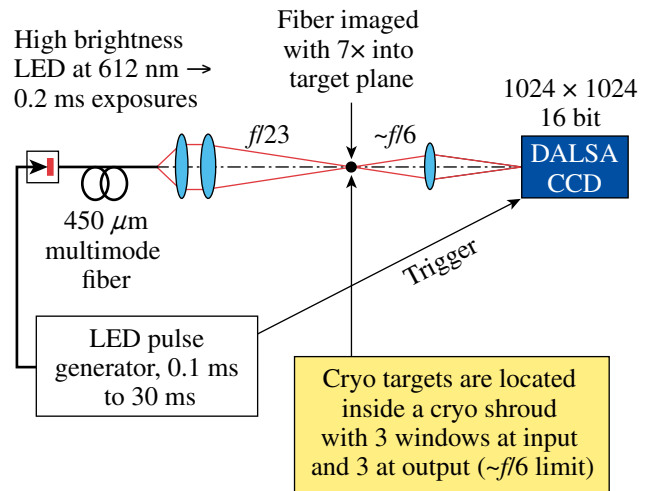 High brightness
LED at 612 nm →
0.2 ms exposures
Fiber imaged
with 7× into
target plane
1024 × 1024
16 bit
f/23
~f/6
DALSA
CCD
450 μm
multimode
fiber
Trigger
LED pulse
generator, 0.1 ms
to 30 ms
Cryo targets are located
inside a cryo shroud
with 3 windows at input
and 3 at output (~f/6 limit)